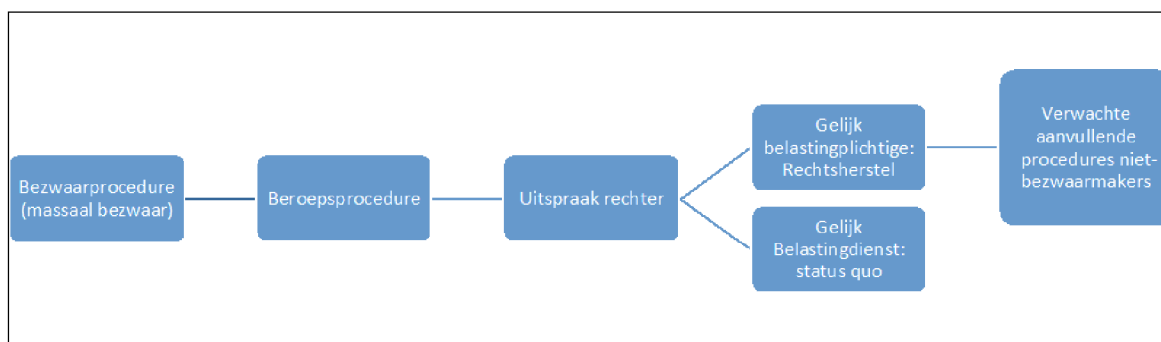 Bezwaarprocedure
(massaal bezwaar)
Beroepsprocedure
Uitspraak rechter
Gelijk
belastingplichtige:
Rechtsherstel
Gelijk
Belastingdienst:
status quo
Verwachte
aanvullende
procedures niet-
bezwaarmakers